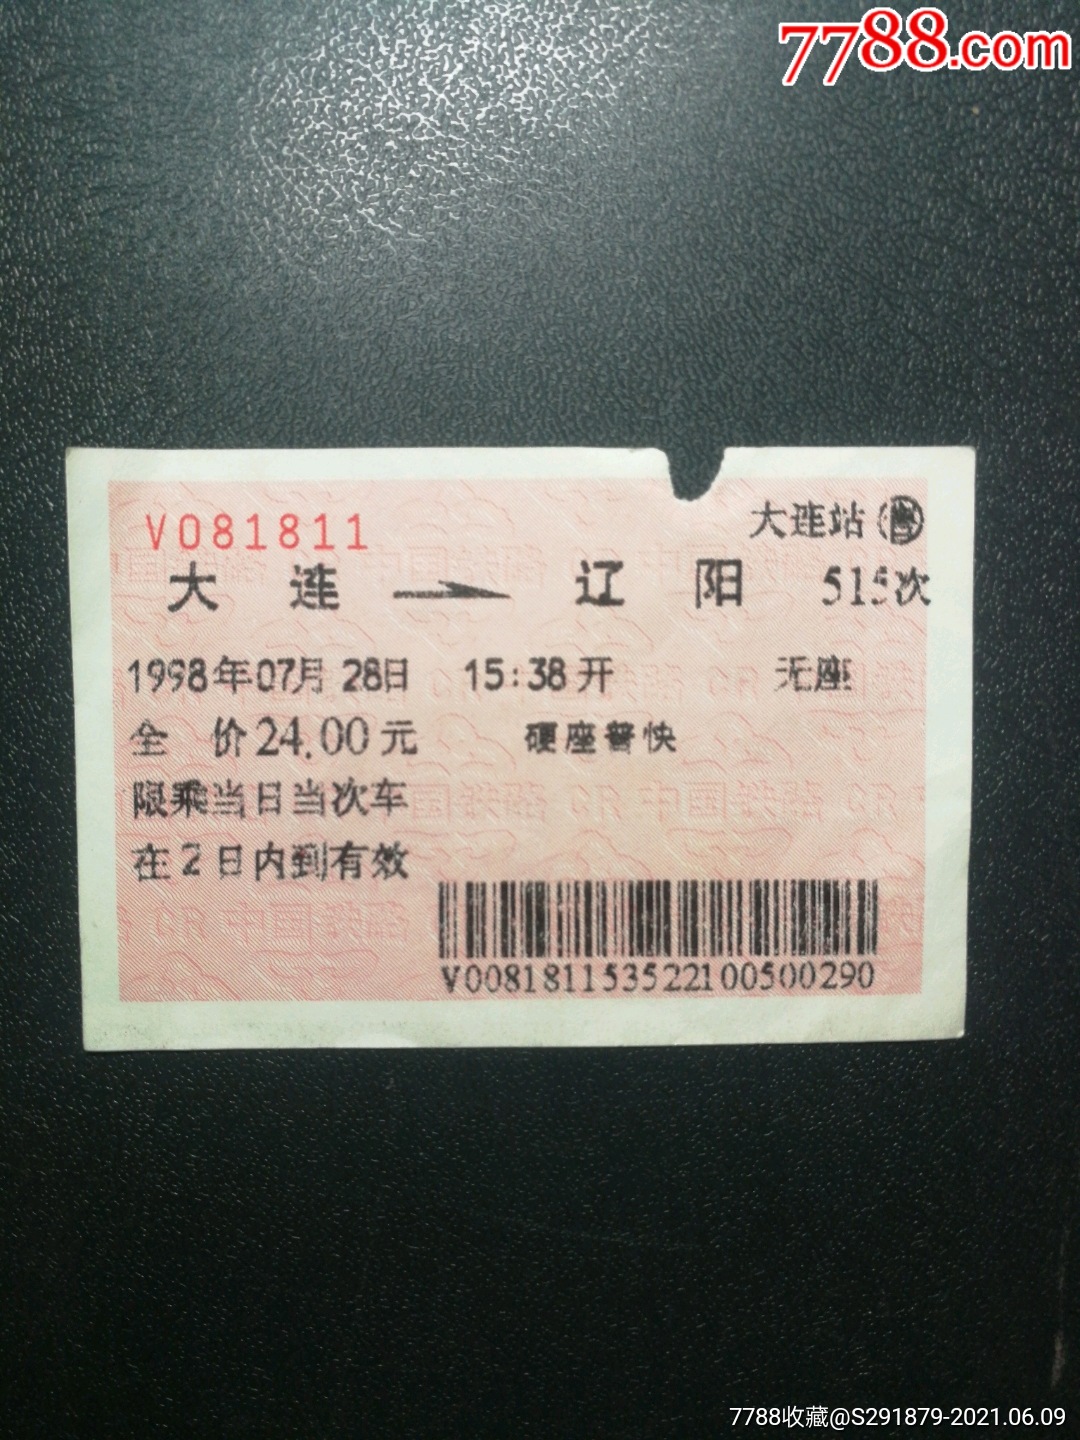 7788.com
V081811
大连站(售)
大 连 → 辽 阳 515次
1998年07月28日 15:38开 无座
全 价24.00元 硬座普快
限乘当日当次车
在2日内到有效
V00818115352210050​0290
7788收藏@S291879-2021.06.09